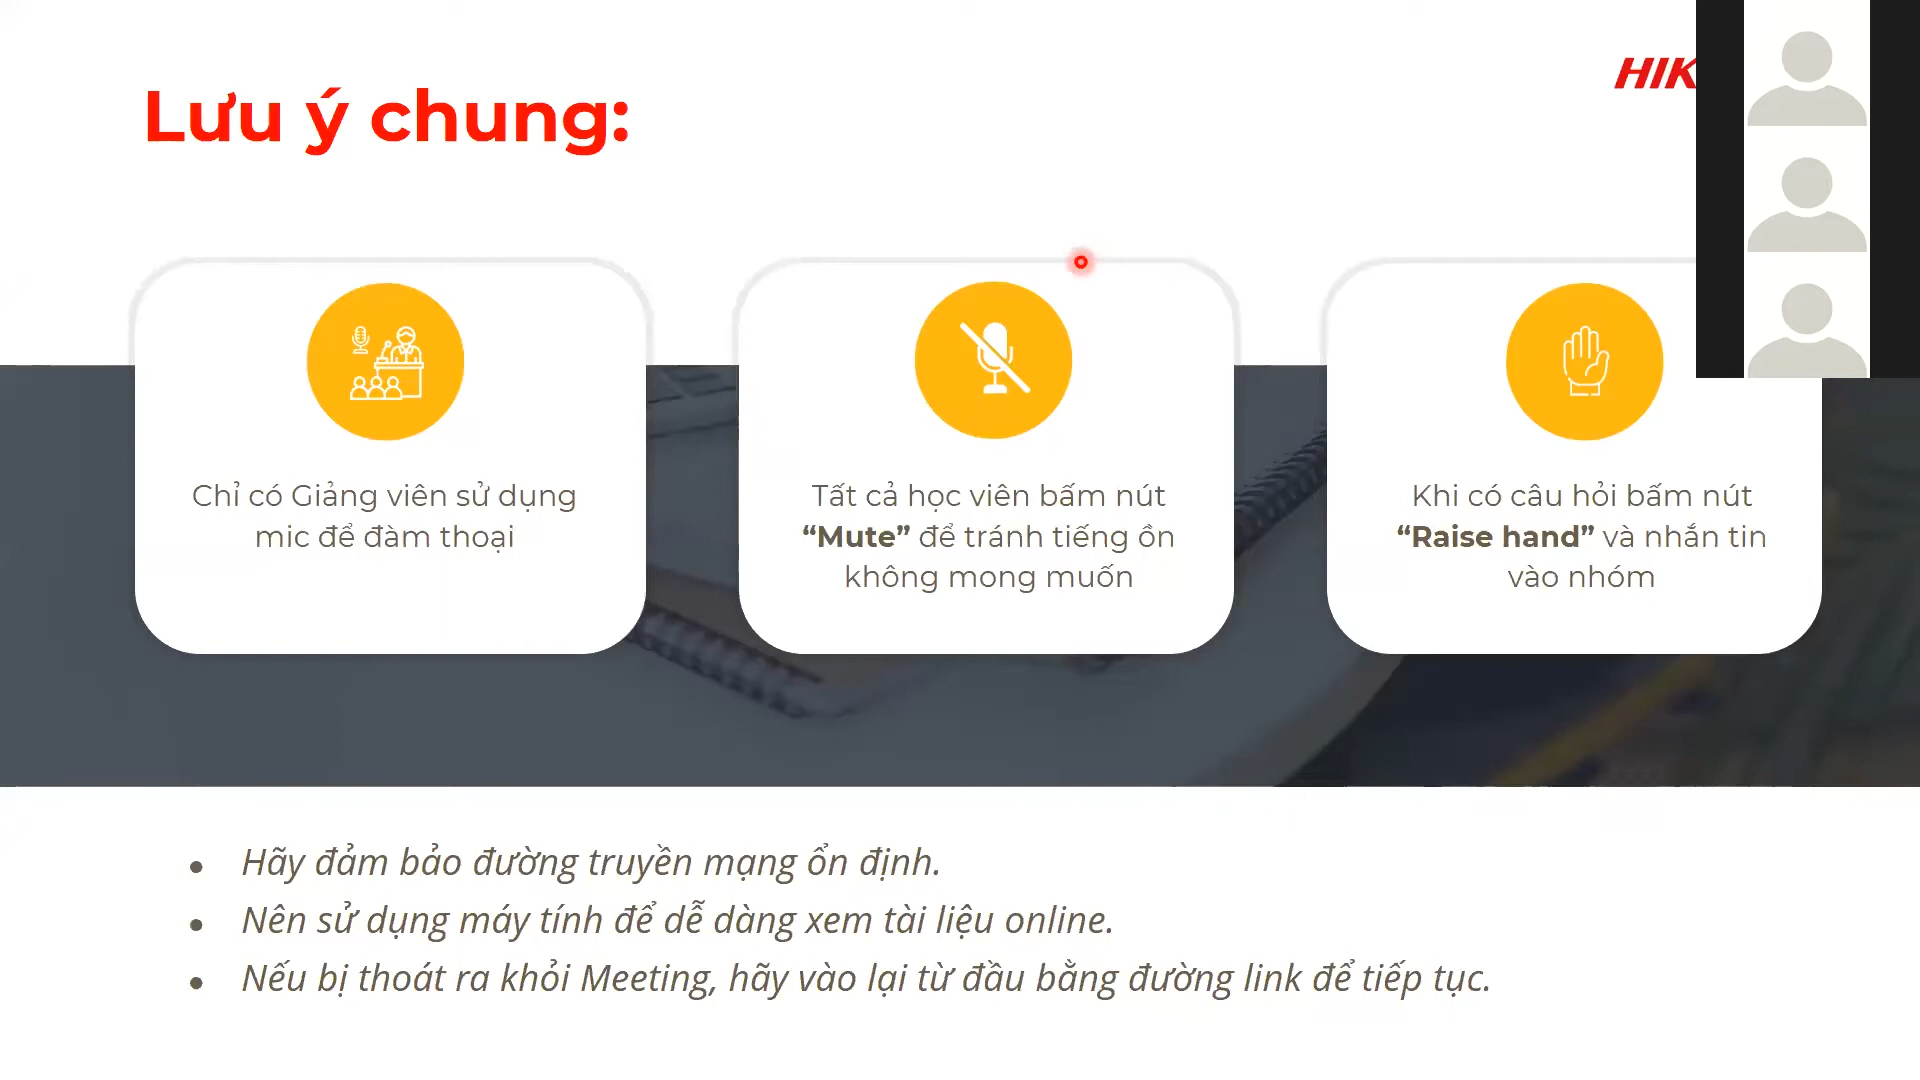 Lưu ý chung:
HIK
Chỉ có Giảng viên sử dụng
mic để đàm thoại
Tất cả học viên bấm nút
“Mute” để tránh tiếng ồn
không mong muốn
Khi có câu hỏi bấm nút
“Raise hand” và nhắn tin
vào nhóm
• Hãy đảm bảo đường truyền mạng ổn định.
• Nên sử dụng máy tính để dễ dàng xem tài liệu online.
• Nếu bị thoát ra khỏi Meeting, hãy vào lại từ đầu bằng đường link để tiếp tục.